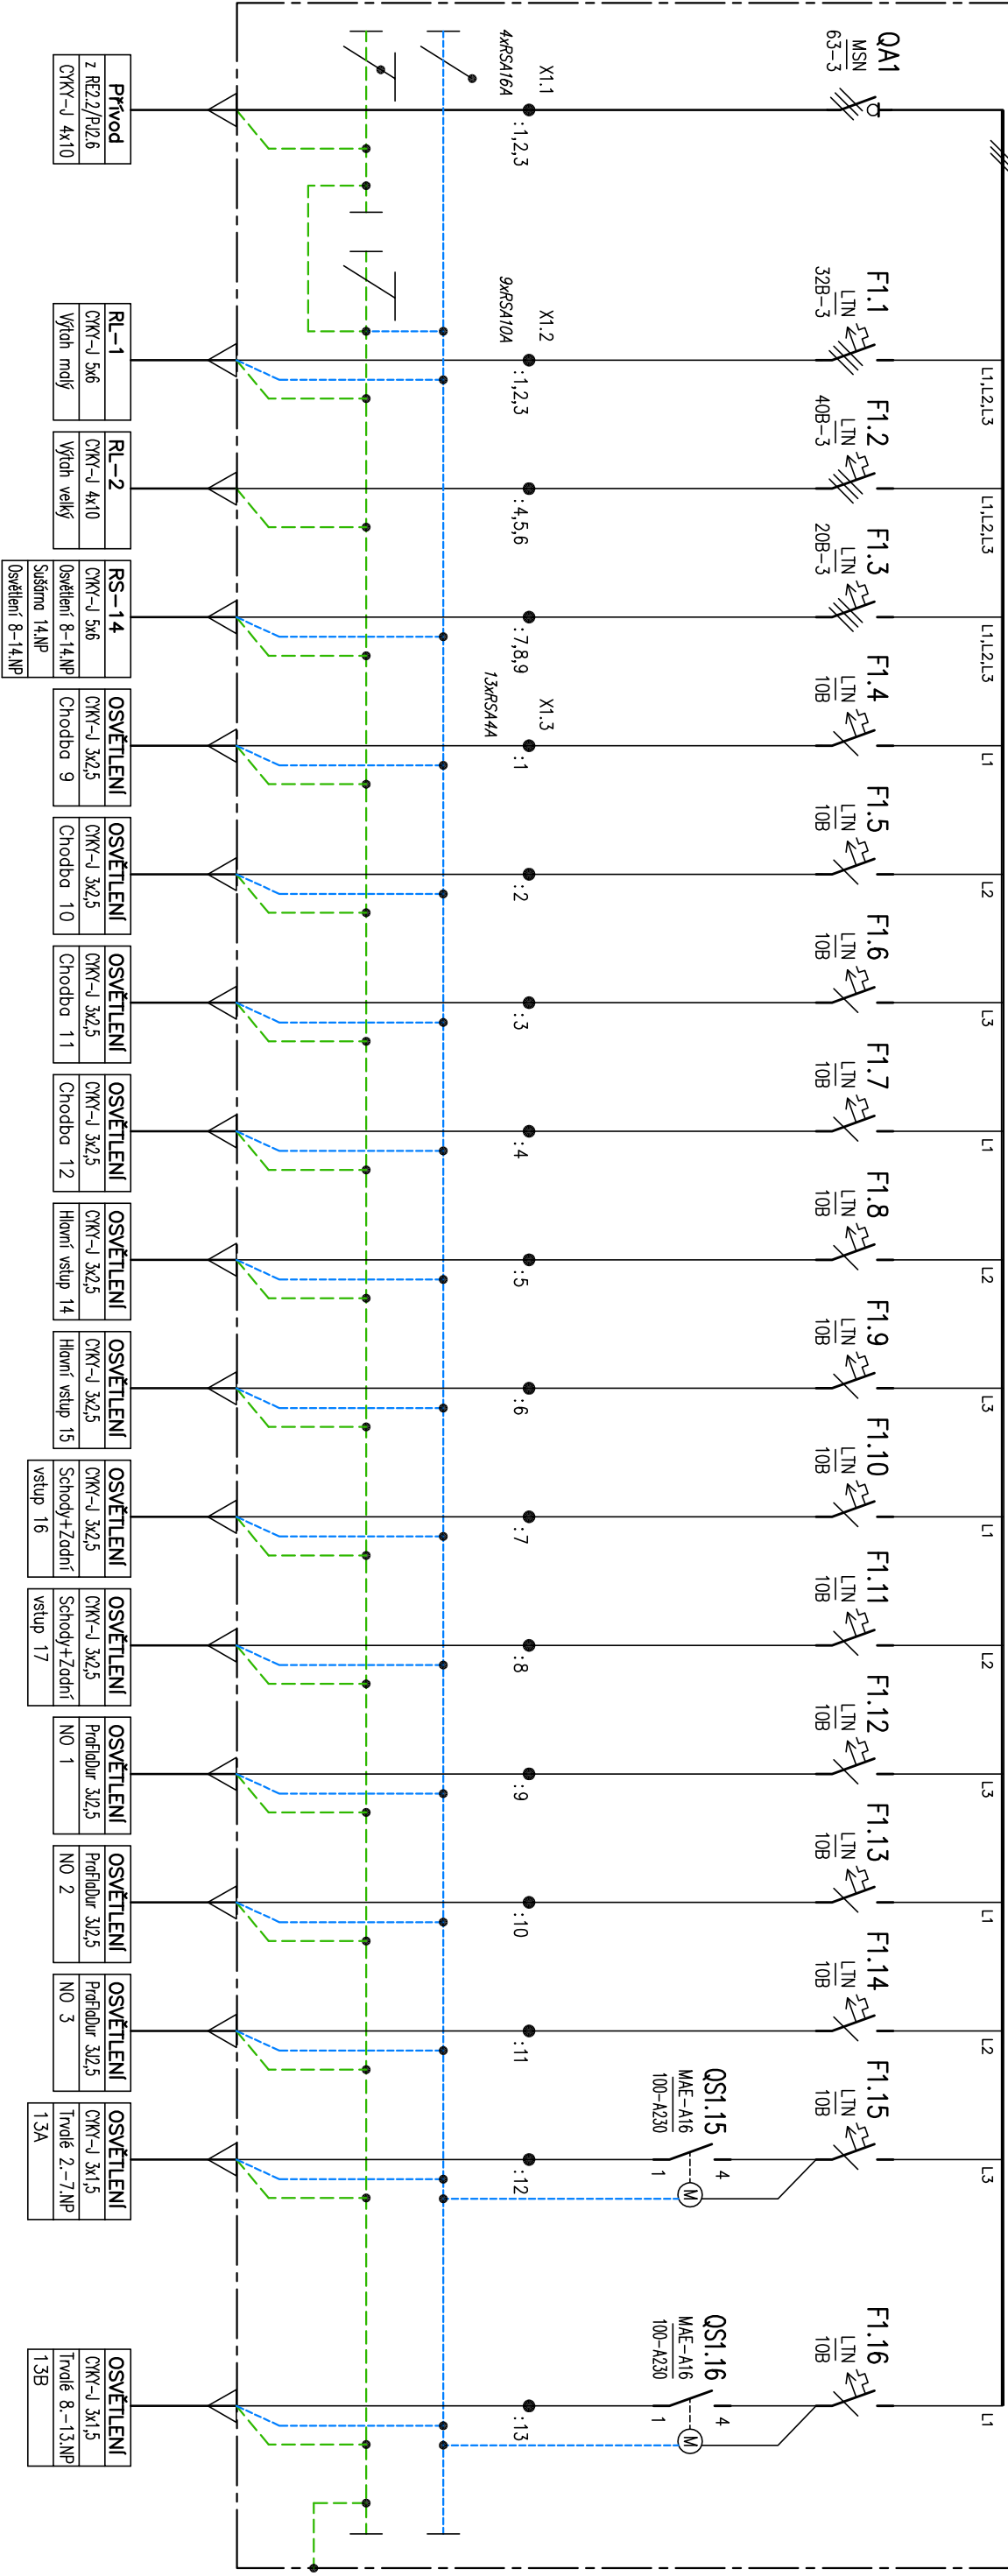 QA1
MSN
63-3
X1.1
4xRSA16A
:1,2,3
Přívod
z RE2.2/PJ2.6
CYKY-J 4x10
L1,L2,L3
F1.1
LTN
32B-3
X1.2
9xRSA10A
:1,2,3
RL-1
CYKY-J 5x6
Výtah malý
L1,L2,L3
F1.2
LTN
40B-3
:4,5,6
RL-2
CYKY-J 4x10
Výtah velký
L1,L2,L3
F1.3
LTN
20B-3
:7,8,9
RS-14
CYKY-J 5x6
Osvětlení 8-14.NP
Sušárna 14.NP
Osvětlení 8-14.NP
L1
F1.4
LTN
10B
X1.3
13xRSA4A
:1
OSVĚTLENÍ
CYKY-J 3x2,5
Chodba 9
L2
F1.5
LTN
10B
:2
OSVĚTLENÍ
CYKY-J 3x2,5
Chodba 10
L3
F1.6
LTN
10B
:3
OSVĚTLENÍ
CYKY-J 3x2,5
Chodba 11
L1
F1.7
LTN
10B
:4
OSVĚTLENÍ
CYKY-J 3x2,5
Chodba 12
L2
F1.8
LTN
10B
:5
OSVĚTLENÍ
CYKY-J 3x2,5
Hlavní vstup 14
L3
F1.9
LTN
10B
:6
OSVĚTLENÍ
CYKY-J 3x2,5
Hlavní vstup 15
L1
F1.10
LTN
10B
:7
OSVĚTLENÍ
CYKY-J 3x2,5
Schody+Zadní
vstup 16
L2
F1.11
LTN
10B
:8
OSVĚTLENÍ
CYKY-J 3x2,5
Schody+Zadní
vstup 17
L3
F1.12
LTN
10B
:9
OSVĚTLENÍ
PraFlaDur 3J2,5
NO 1
L1
F1.13
LTN
10B
:10
OSVĚTLENÍ
PraFlaDur 3J2,5
NO 2
L2
F1.14
LTN
10B
:11
OSVĚTLENÍ
PraFlaDur 3J2,5
NO 3
L3
F1.15
LTN
10B
QS1.15
MAE-A16
100-A230
4
1
M
:12
OSVĚTLENÍ
CYKY-J 3x1,5
Trvalé 2.-7.NP
13A
L1
F1.16
LTN
10B
QS1.16
MAE-A16
100-A230
4
1
M
:13
OSVĚTLENÍ
CYKY-J 3x1,5
Trvalé 8.-13.NP
13B